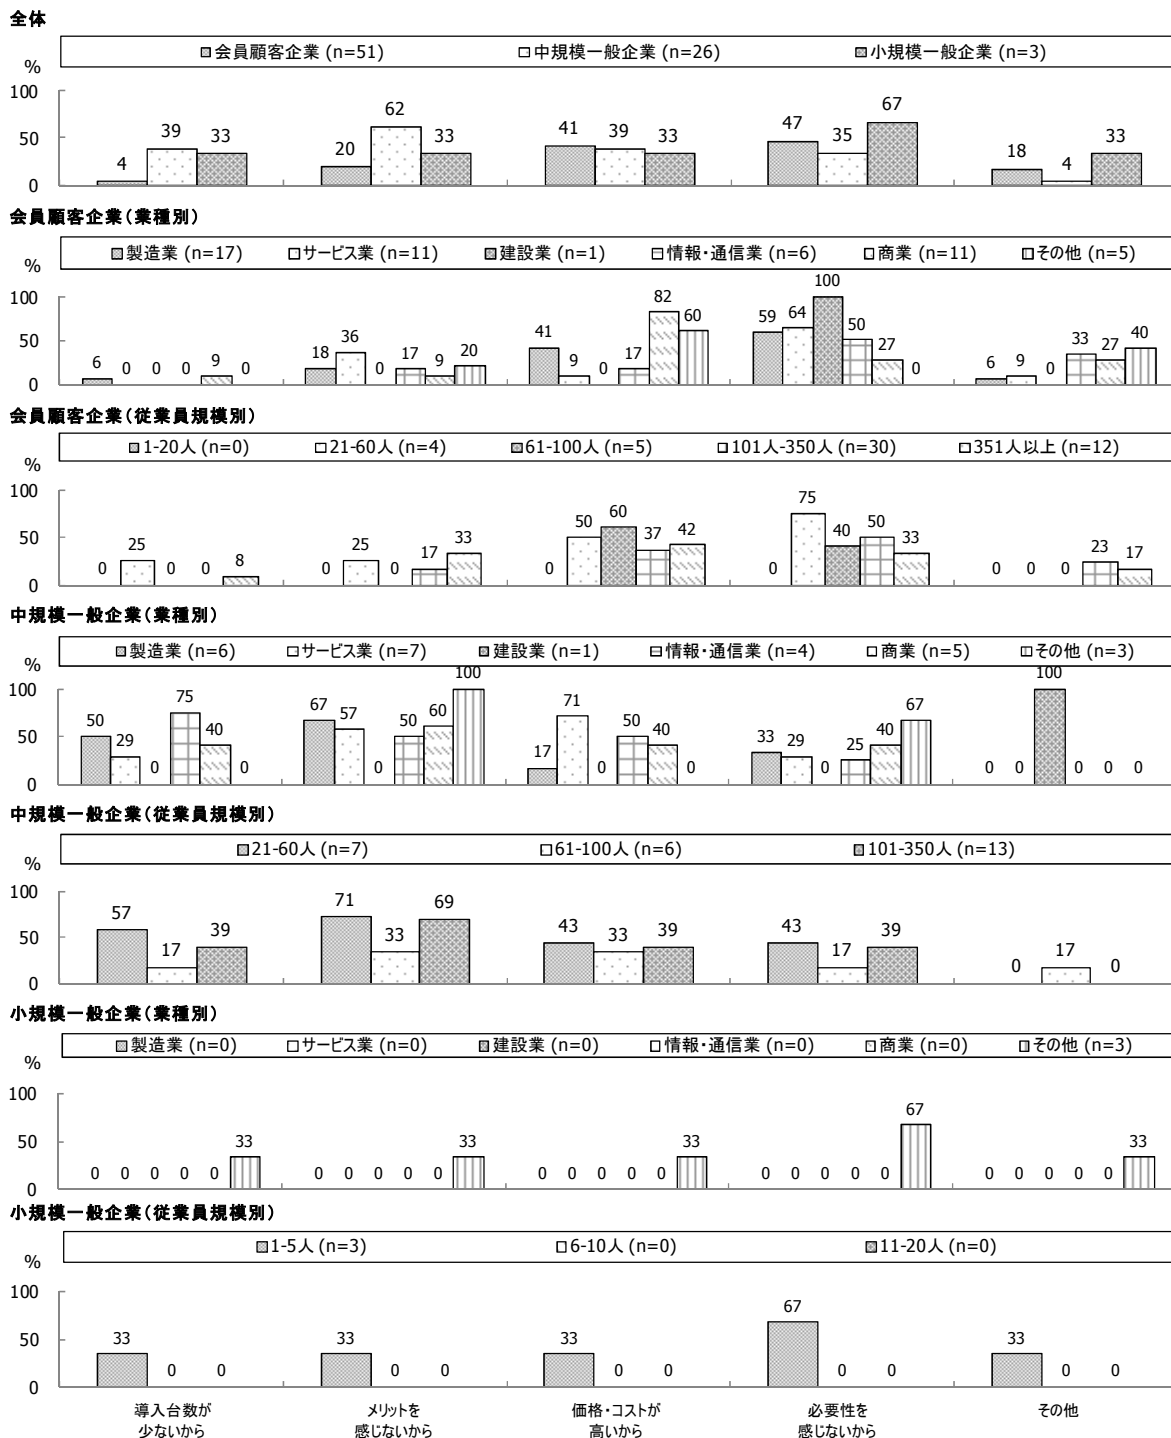 全体
会員顧客企業 (n=51) 中規模一般企業 (n=26) 小規模一般企業 (n=3)
%
100
50
0
4 39 33 20 62 33 41 39 33 47 35 67 18 4 33
会員顧客企業(業種別)
製造業 (n=17) サービス業 (n=11) 建設業 (n=1) 情報・通信業 (n=6) 商業 (n=11) その他 (n=5)
%
100
50
0
6 0 0 0 9 0 18 36 0 17 9 20 41 9 0 17 82 60 59 64 100 50 27 0 6 9 0 33 27 40
会員顧客企業(従業員規模別)
1-20人 (n=0) 21-60人 (n=4) 61-100人 (n=5) 101人-350人 (n=30) 351人以上 (n=12)
%
100
50
0
0 25 0 0 8 0 25 0 17 33 0 50 60 37 42 0 75 40 50 33 0 0 0 23 17
中規模一般企業(業種別)
製造業 (n=6) サービス業 (n=7) 建設業 (n=1) 情報・通信業 (n=4) 商業 (n=5) その他 (n=3)
%
100
50
0
50 29 0 75 40 0 67 57 0 50 60 100 17 71 0 50 40 0 33 29 0 25 40 67 0 0 100 0 0 0
中規模一般企業(従業員規模別)
21-60人 (n=7) 61-100人 (n=6) 101-350人 (n=13)
%
100
50
0
57 17 39 71 33 69 43 33 39 43 17 39 0 17 0
小規模一般企業(業種別)
製造業 (n=0) サービス業 (n=0) 建設業 (n=0) 情報・通信業 (n=0) 商業 (n=0) その他 (n=3)
%
100
50
0
0 0 0 0 0 33 0 0 0 0 0 33 0 0 0 0 0 33 0 0 0 0 0 67 0 0 0 0 0 33
小規模一般企業(従業員規模別)
1-5人 (n=3) 6-10人 (n=0) 11-20人 (n=0)
%
100
50
0
33 0 0 33 0 0 33 0 0 67 0 0 33 0 0
導入台数が メリットを 価格・コストが 必要性を その他
少ないから 感じないから 高いから 感じないから